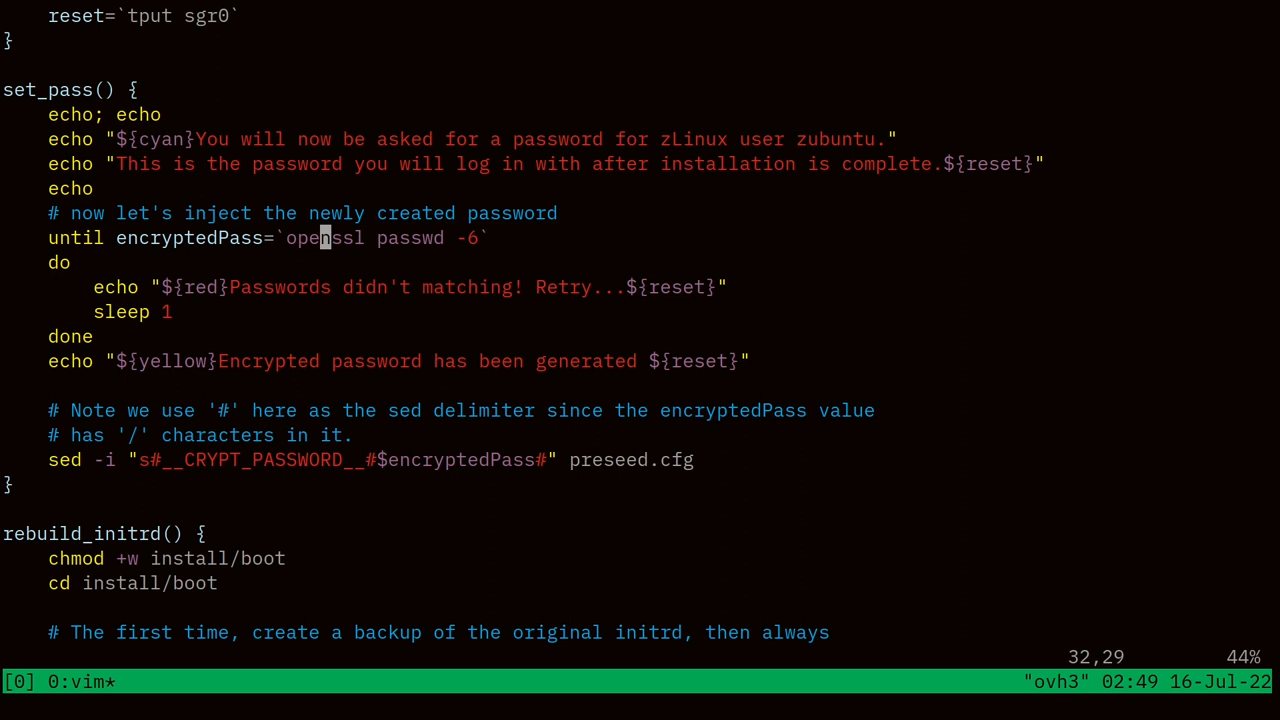 reset=`tput sgr0`
}

set_pass() {
    echo; echo
    echo "${cyan}You will now be asked for a password for zLinux user zubuntu."
    echo "This is the password you will log in with after installation is complete.${reset}"
    echo
    # now let's inject the newly created password
    until encryptedPass=`openssl passwd -6`
    do
        echo "${red}Passwords didn't matching! Retry...${reset}"
        sleep 1
    done
    echo "${yellow}Encrypted password has been generated ${reset}"

    # Note we use '#' here as the sed delimiter since the encryptedPass value
    # has '/' characters in it.
    sed -i "s#__CRYPT_PASSWORD__#$encryptedPass#" preseed.cfg
}

rebuild_initrd() {
    chmod +w install/boot
    cd install/boot

    # The first time, create a backup of the original initrd, then always
32,29 44%
[0] 0:vim* "ovh3" 02:49 16-Jul-22